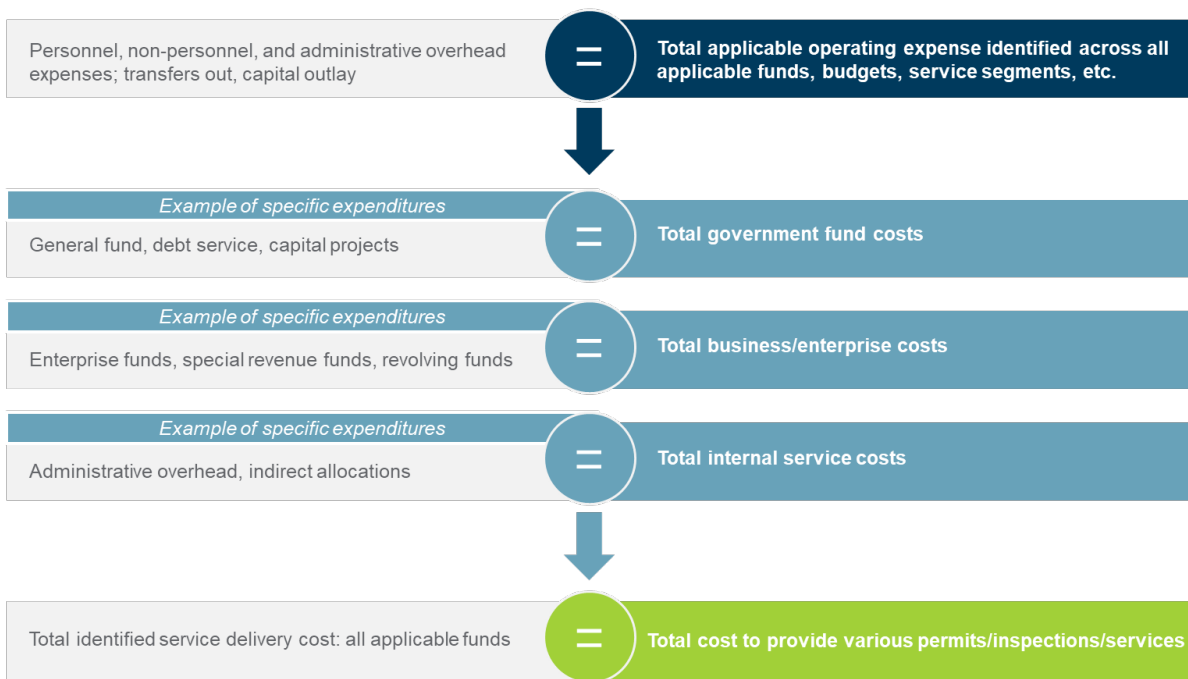 Personnel, non-personnel, and administrative overhead
expenses; transfers out, capital outlay
=
Total applicable operating expense identified across all
applicable funds, budgets, service segments, etc.
Example of specific expenditures
General fund, debt service, capital projects
=
Total government fund costs
Example of specific expenditures
Enterprise funds, special revenue funds, revolving funds
=
Total business/enterprise costs
Example of specific expenditures
Administrative overhead, indirect allocations
=
Total internal service costs
Total identified service delivery cost: all applicable funds
=
Total cost to provide various permits/inspections/services